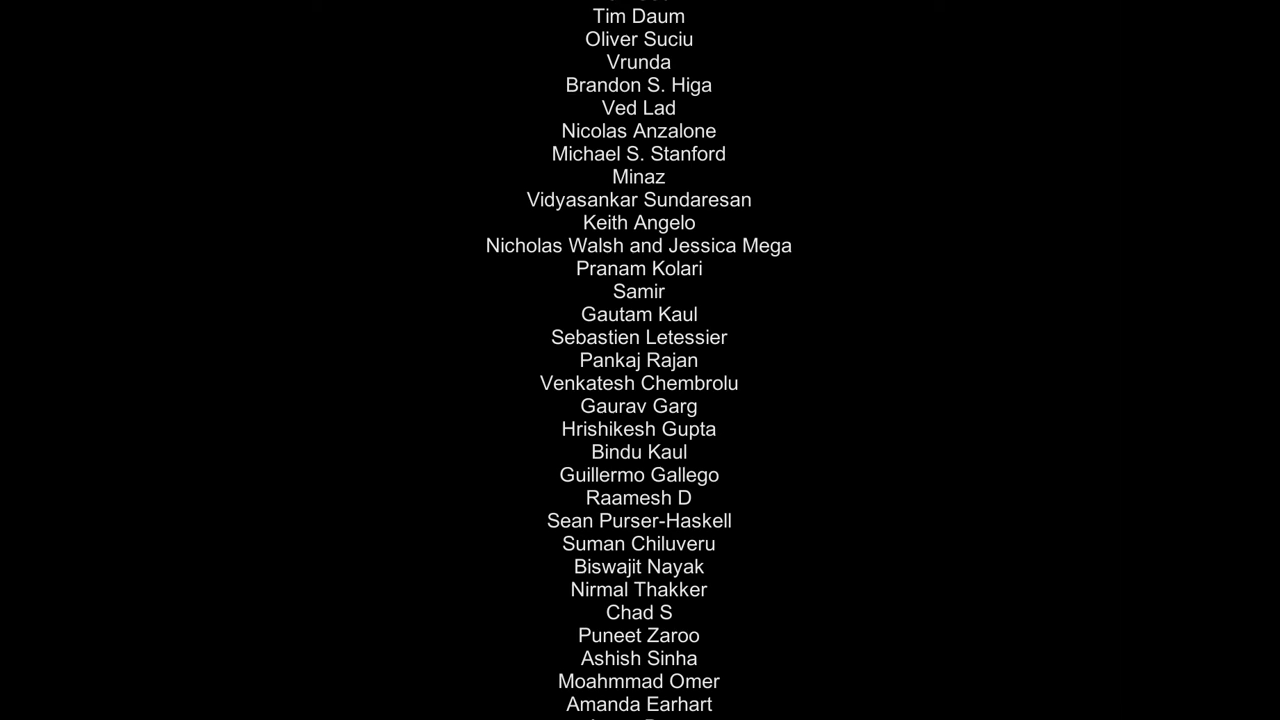 Tim Daum
Oliver Suciu
Vrunda
Brandon S. Higa
Ved Lad
Nicolas Anzalone
Michael S. Stanford
Minaz
Vidyasankar Sundaresan
Keith Angelo
Nicholas Walsh and Jessica Mega
Pranam Kolari
Samir
Gautam Kaul
Sebastien Letessier
Pankaj Rajan
Venkatesh Chembrolu
Gaurav Garg
Hrishikesh Gupta
Bindu Kaul
Guillermo Gallego
Raamesh D
Sean Purser-Haskell
Suman Chiluveru
Biswajit Nayak
Nirmal Thakker
Chad S
Puneet Zaroo
Ashish Sinha
Moahmmad Omer
Amanda Earhart